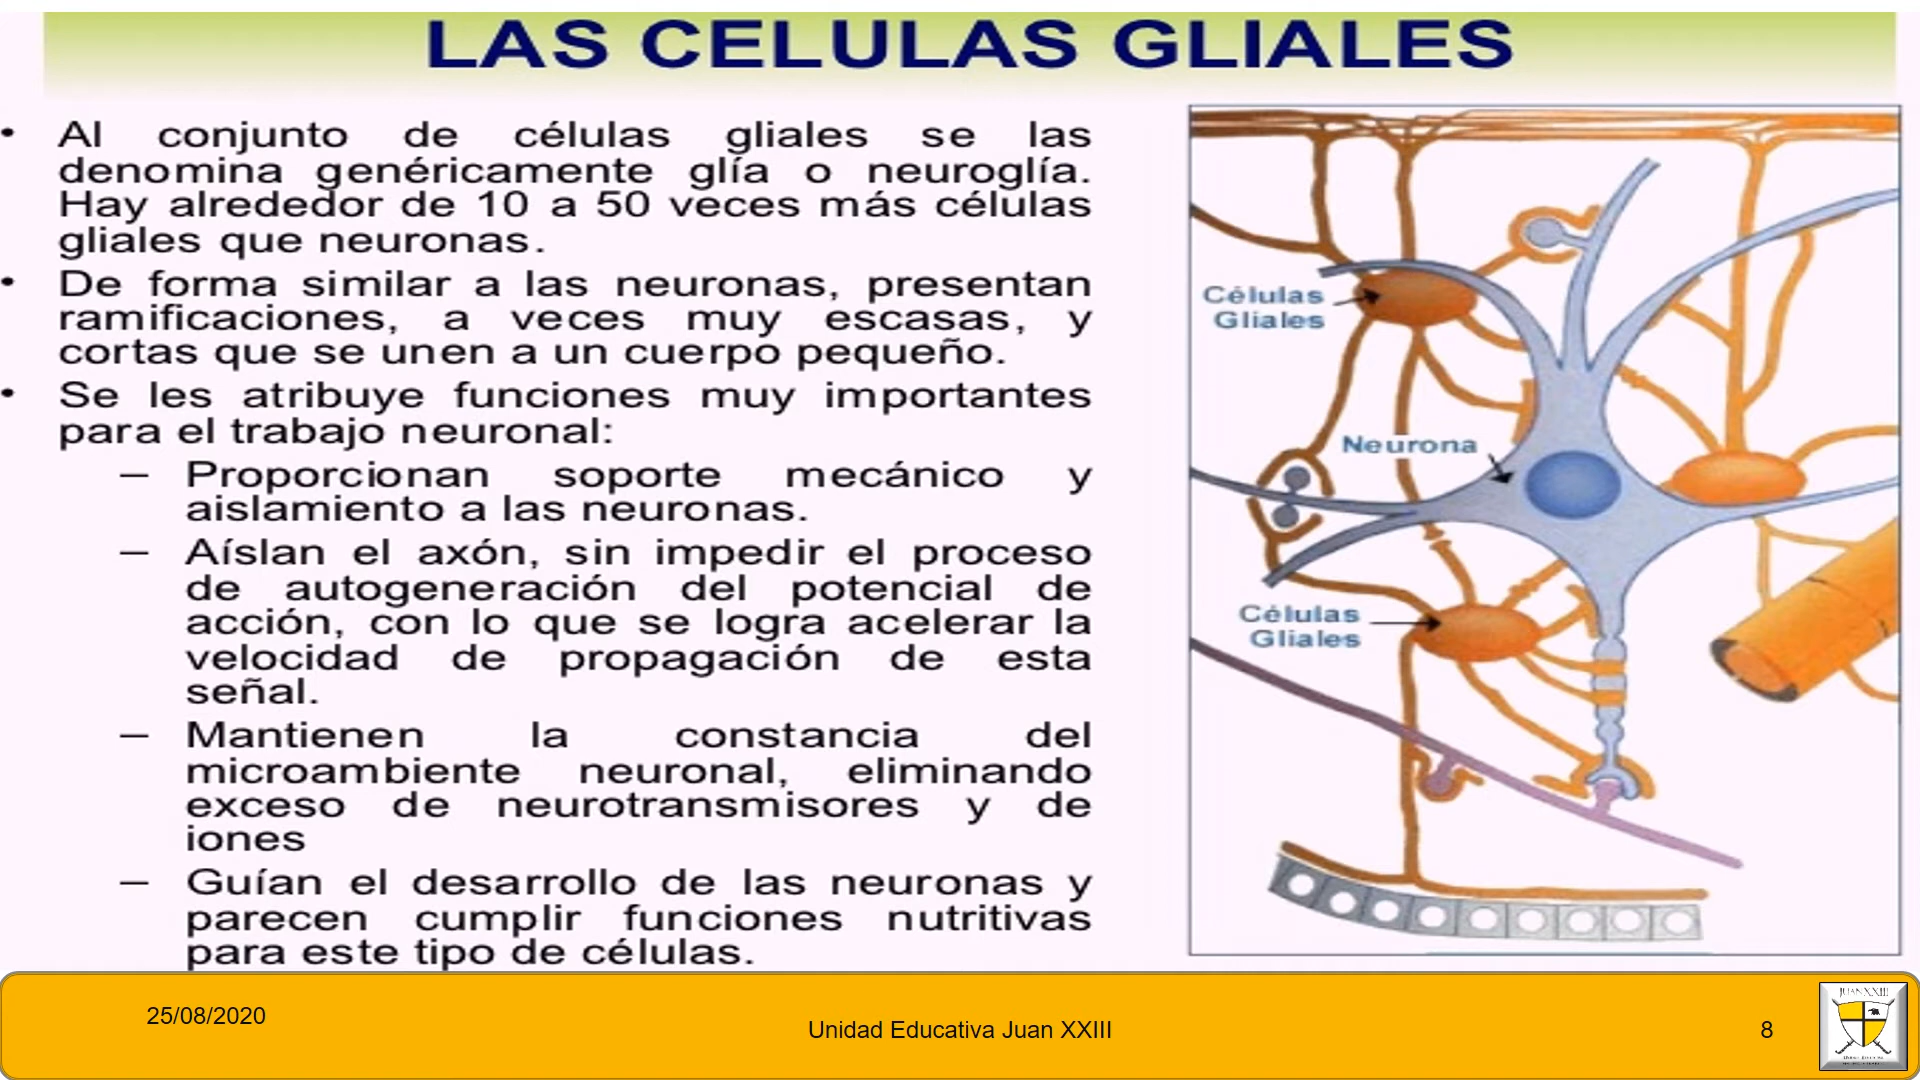 LAS CELULAS GLIALES
• Al conjunto de células gliales se las
denomina genéricamente glía o neuroglía.
Hay alrededor de 10 a 50 veces más células
gliales que neuronas.
• De forma similar a las neuronas, presentan
ramificaciones, a veces muy escasas, y
cortas que se unen a un cuerpo pequeño.
• Se les atribuye funciones muy importantes
para el trabajo neuronal:
– Proporcionan soporte mecánico y
aislamiento a las neuronas.
– Aíslan el axón, sin impedir el proceso
de autogeneración del potencial de
acción, con lo que se logra acelerar la
velocidad de propagación de esta
señal.
– Mantienen la constancia del
microambiente neuronal, eliminando
exceso de neurotransmisores y de
iones
– Guían el desarrollo de las neuronas y
parecen cumplir funciones nutritivas
para este tipo de células.
Células
Gliales
Neurona
Células
Gliales
25/08/2020
Unidad Educativa Juan XXIII
8
JUAN XXIII